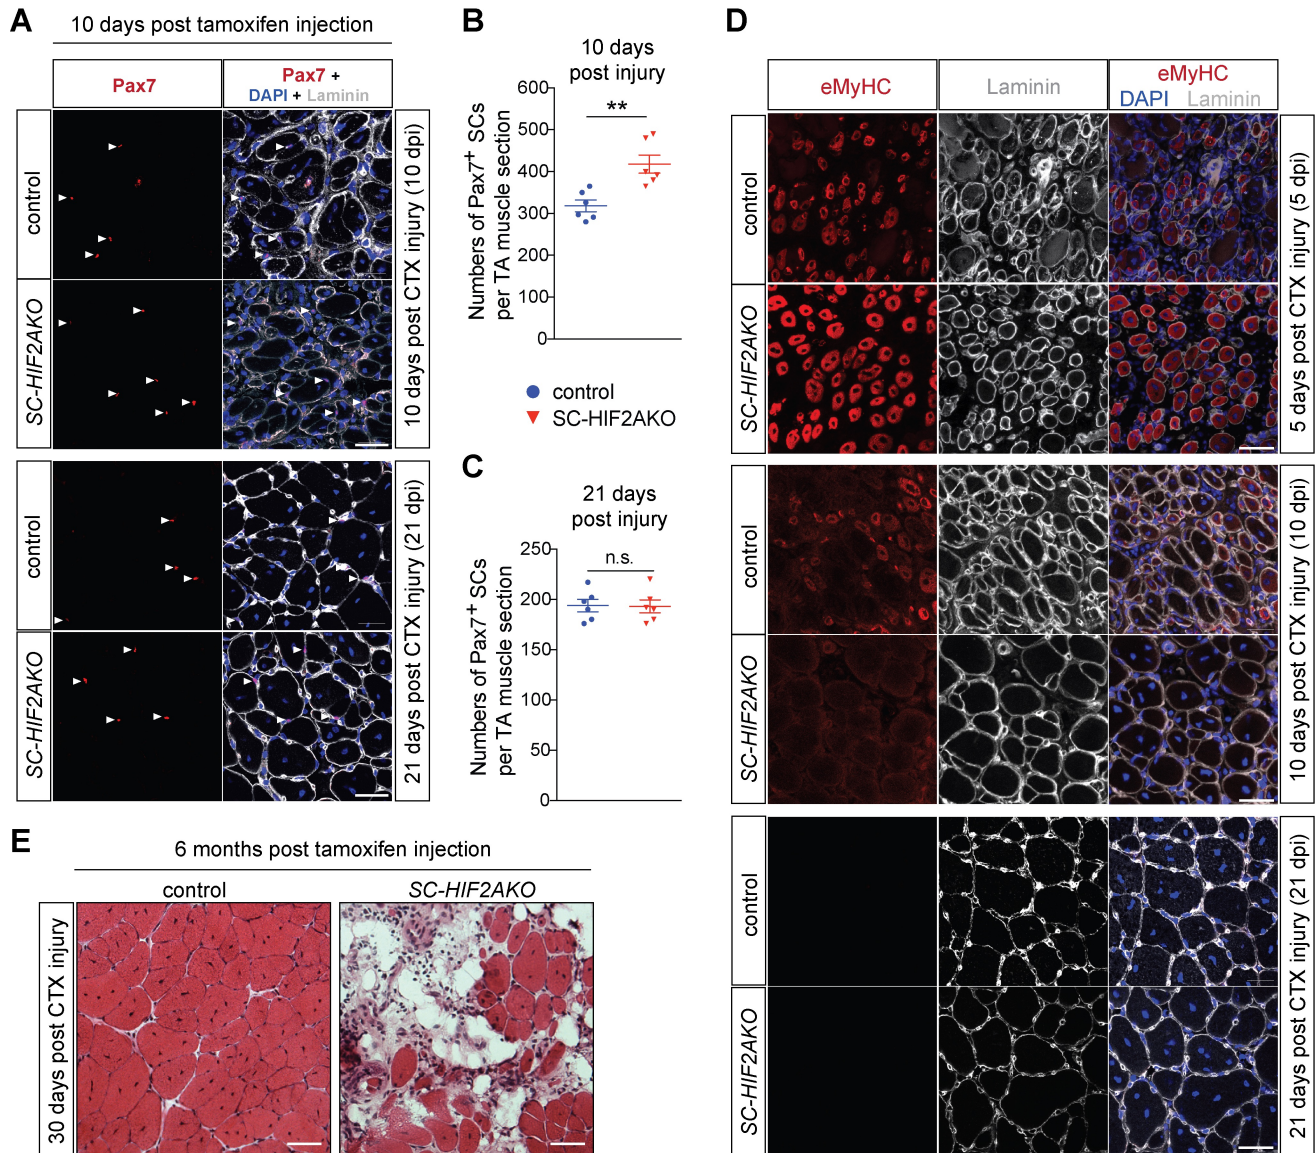 A
10 days post tamoxifen injection
Pax7
Pax7 +
DAPI + Laminin
control
SC-HIF2AKO
10 days post CTX injury (10 dpi)
control
SC-HIF2AKO
21 days post CTX injury (21 dpi)
B
10 days
post injury
Numbers of Pax7+ SCs
per TA muscle section
600
500
400
300
200
100
0
**
control
SC-HIF2AKO
C
21 days
post injury
Numbers of Pax7+ SCs
per TA muscle section
250
200
150
100
50
0
n.s.
D
eMyHC
Laminin
eMyHC
DAPI Laminin
control
SC-HIF2AKO
5 days post CTX injury (5 dpi)
control
SC-HIF2AKO
10 days post CTX injury (10 dpi)
control
SC-HIF2AKO
21 days post CTX injury (21 dpi)
E
6 months post tamoxifen injection
control
SC-HIF2AKO
30 days post CTX injury